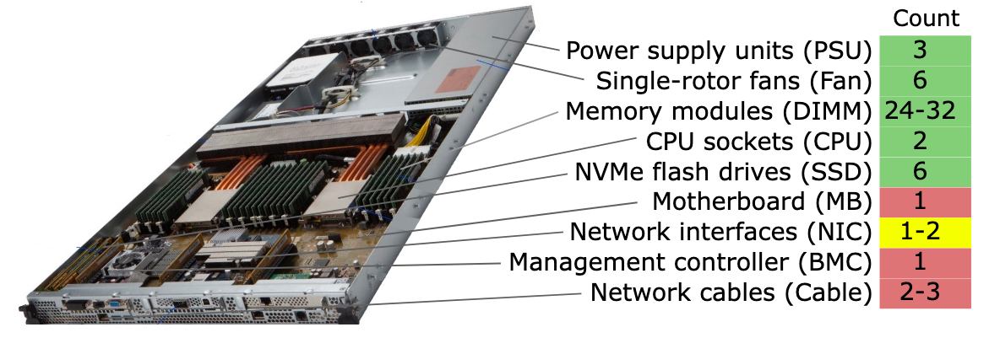 Count
Power supply units (PSU) 3
Single-rotor fans (Fan) 6
Memory modules (DIMM) 24-32
CPU sockets (CPU) 2
NVMe flash drives (SSD) 6
Motherboard (MB) 1
Network interfaces (NIC) 1-2
Management controller (BMC) 1
Network cables (Cable) 2-3